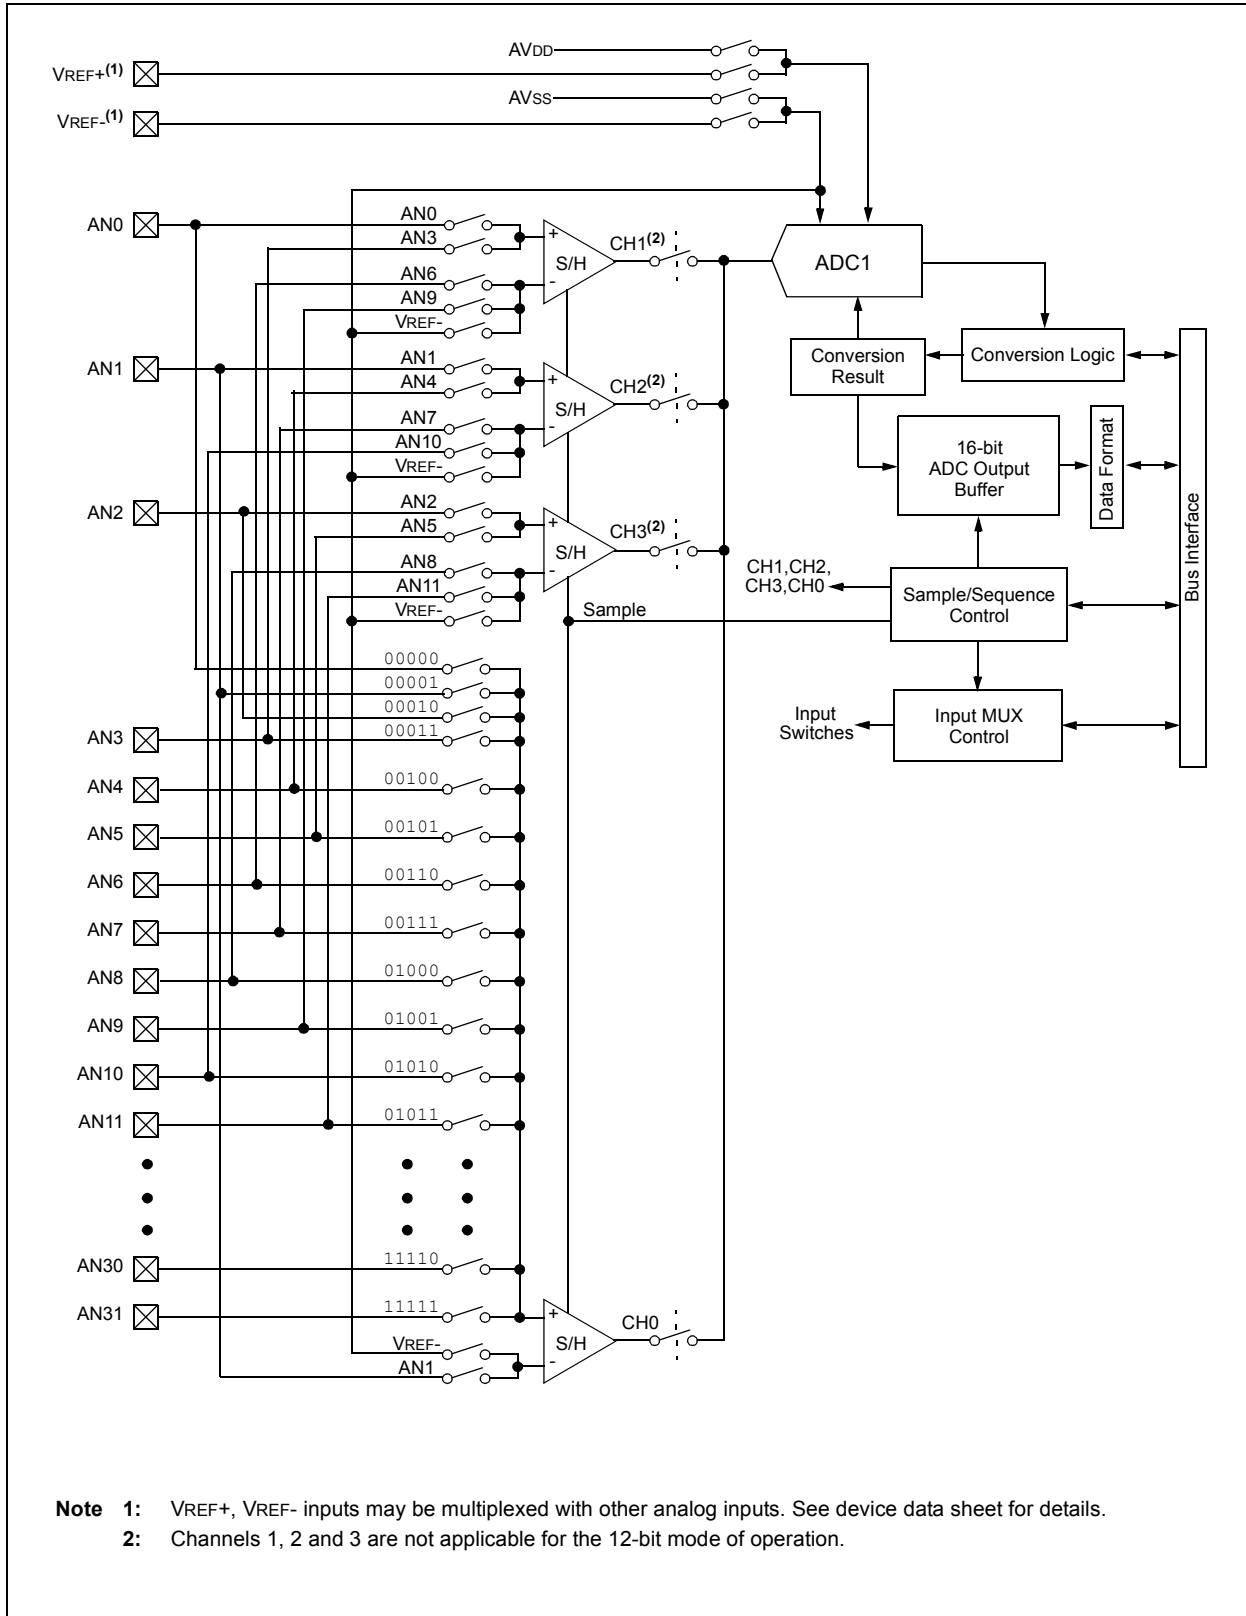 AVDD
VREF+(1)
AVSS
VREF-(1)
AN0
AN0
AN3
AN6
AN9
VREF-
+
-
S/H
CH1(2)
ADC1
AN1
AN1
AN4
AN7
AN10
VREF-
+
-
S/H
CH2(2)
Conversion
Result
Conversion Logic
16-bit
ADC Output
Buffer
Data Format
Bus Interface
AN2
AN2
AN5
AN8
AN11
VREF-
+
-
S/H
CH3(2)
CH1,CH2,
CH3,CH0
Sample/Sequence
Control
Sample
Input
Switches
Input MUX
Control
00000
00001
00010
AN3
00011
AN4
00100
AN5
00101
AN6
00110
AN7
00111
AN8
01000
AN9
01001
AN10
01010
AN11
01011
AN30
11110
AN31
11111
VREF-
AN1
+
-
S/H
CH0
Note 1: VREF+, VREF- inputs may be multiplexed with other analog inputs. See device data sheet for details.
2: Channels 1, 2 and 3 are not applicable for the 12-bit mode of operation.